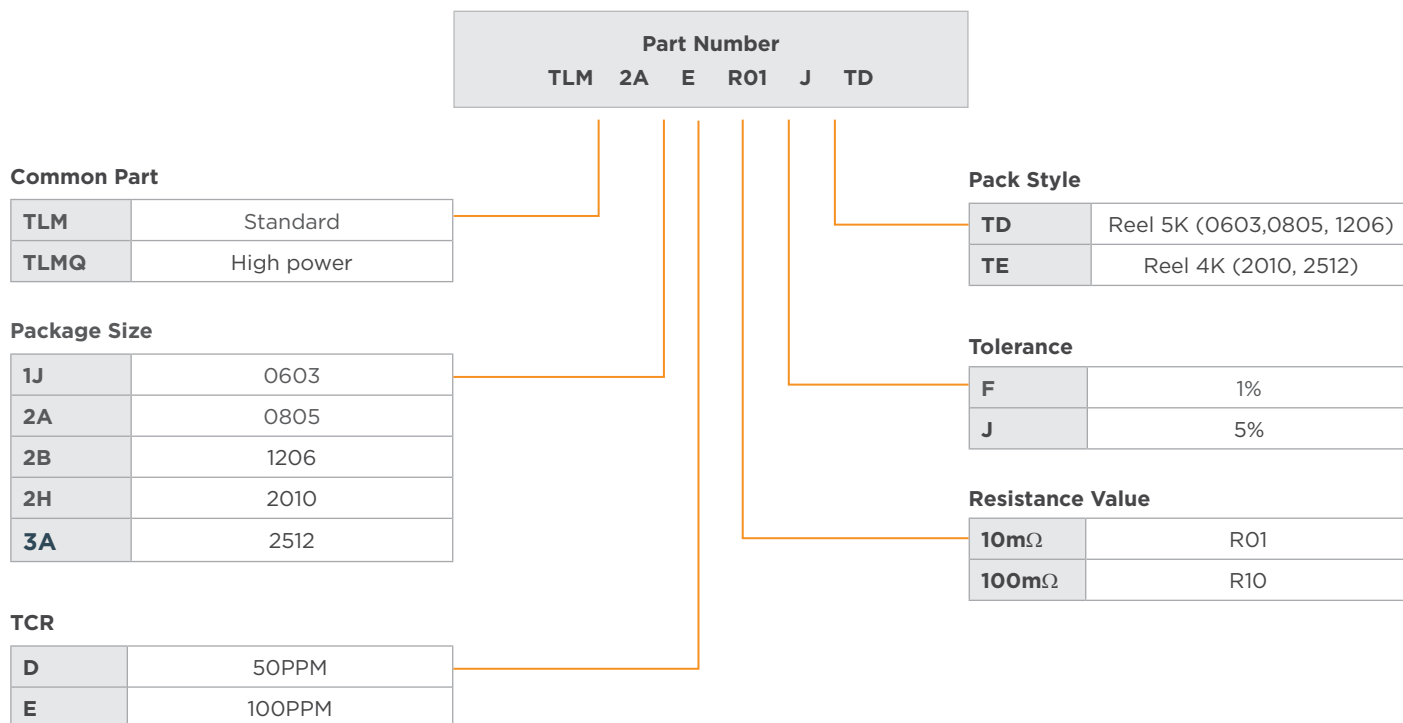 Part Number
TLM 2A E R01 J TD
Common Part
TLM Standard
TLMQ High power
Package Size
1J 0603
2A 0805
2B 1206
2H 2010
3A 2512
TCR
D 50PPM
E 100PPM
Pack Style
TD Reel 5K (0603,0805, 1206)
TE Reel 4K (2010, 2512)
Tolerance
F 1%
J 5%
Resistance Value
10mΩ R01
100mΩ R10